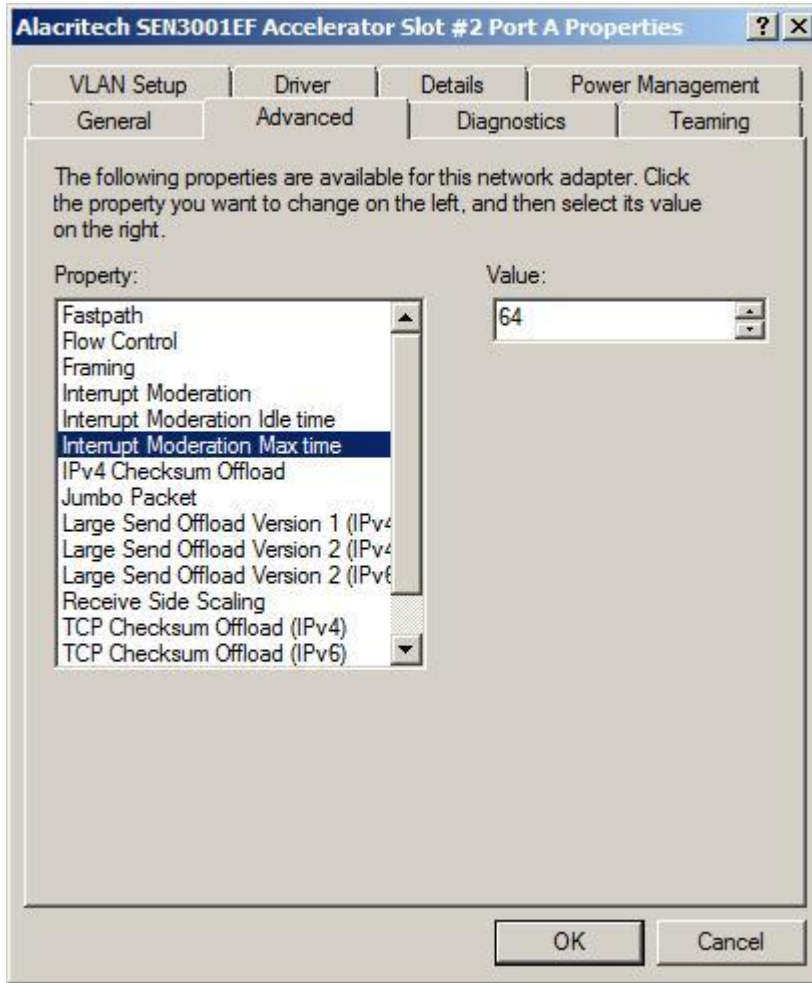 Alacritech SEN3001EF Accelerator Slot #2 Port A Properties
VLAN Setup
Driver
Details
Power Management
General
Advanced
Diagnostics
Teaming
The following properties are available for this network adapter. Click
the property you want to change on the left, and then select its value
on the right.
Property:
Value:
Fastpath
64
Flow Control
Framing
Interrupt Moderation
Interrupt Moderation Idle time
Interrupt Moderation Max time
IPv4 Checksum Offload
Jumbo Packet
Large Send Offload Version 1 (IPv4
Large Send Offload Version 2 (IPv4
Large Send Offload Version 2 (IPv6
Receive Side Scaling
TCP Checksum Offload (IPv4)
TCP Checksum Offload (IPv6)
OK
Cancel